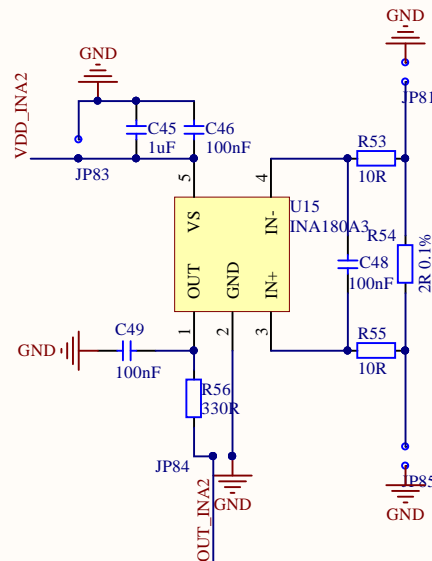 GND
GND
VDD_INA2
JP81
C45
1uF
C46
100nF
R53
10R
JP83
5
4
U15
INA180A3
VS
IN-
R54
2R 0.1%
C48
100nF
OUT
GND
IN+
1
2
3
C49
100nF
GND
R55
10R
R56
330R
JP84
JP85
GND
GND
OUT_INA2